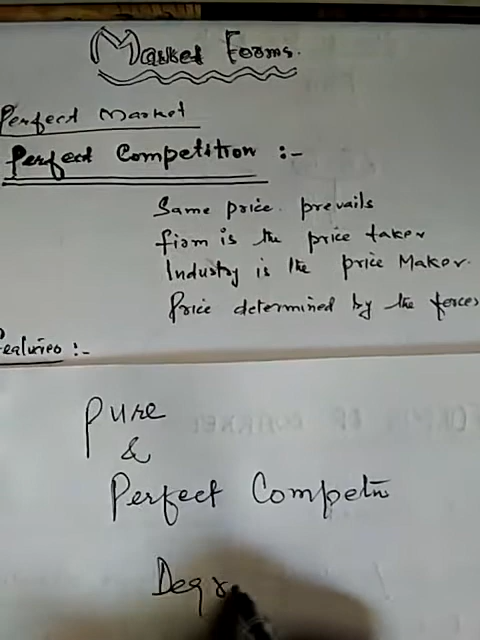 Market Forms.
Perfect Market
Perfect Competition :-
Same price prevails
firm is the price taker
Industry is the price Maker.
Price determined by the forces
Features :-
Pure
&
Perfect Competn
Degr